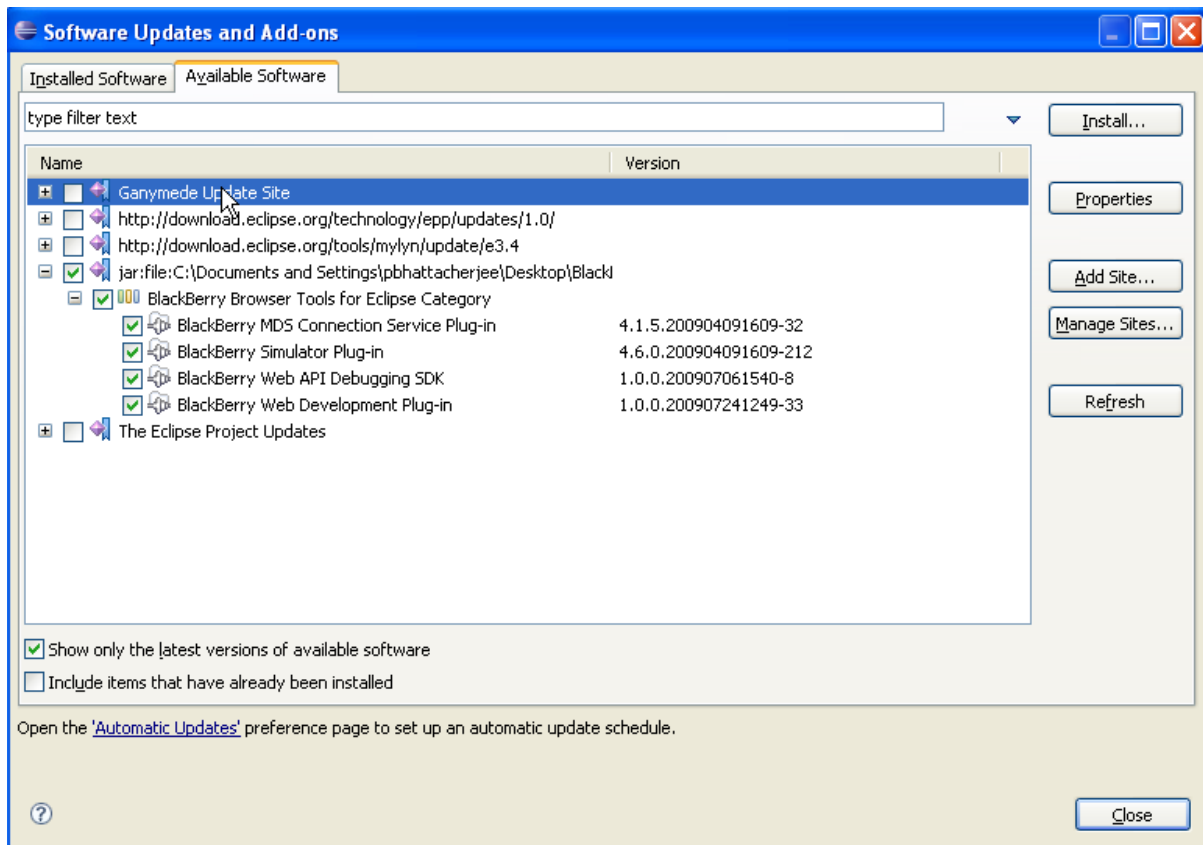 Software Updates and Add-ons
Installed Software Available Software
type filter text
Install...
Name Version
Ganymede Update Site
Properties
http://download.eclipse.org/technology/epp/updates/1.0/
http://download.eclipse.org/tools/mylyn/update/e3.4
jar:file:C:\Documents and Settings\pbhattacherjee\Desktop\Blackl
Add Site...
BlackBerry Browser Tools for Eclipse Category
BlackBerry MDS Connection Service Plug-in 4.1.5.200904091609-32
Manage Sites...
BlackBerry Simulator Plug-in 4.6.0.200904091609-212
BlackBerry Web API Debugging SDK 1.0.0.200907061540-8
BlackBerry Web Development Plug-in 1.0.0.200907241249-33
Refresh
The Eclipse Project Updates
Show only the latest versions of available software
Include items that have already been installed
Open the 'Automatic Updates' preference page to set up an automatic update schedule.
?
Close